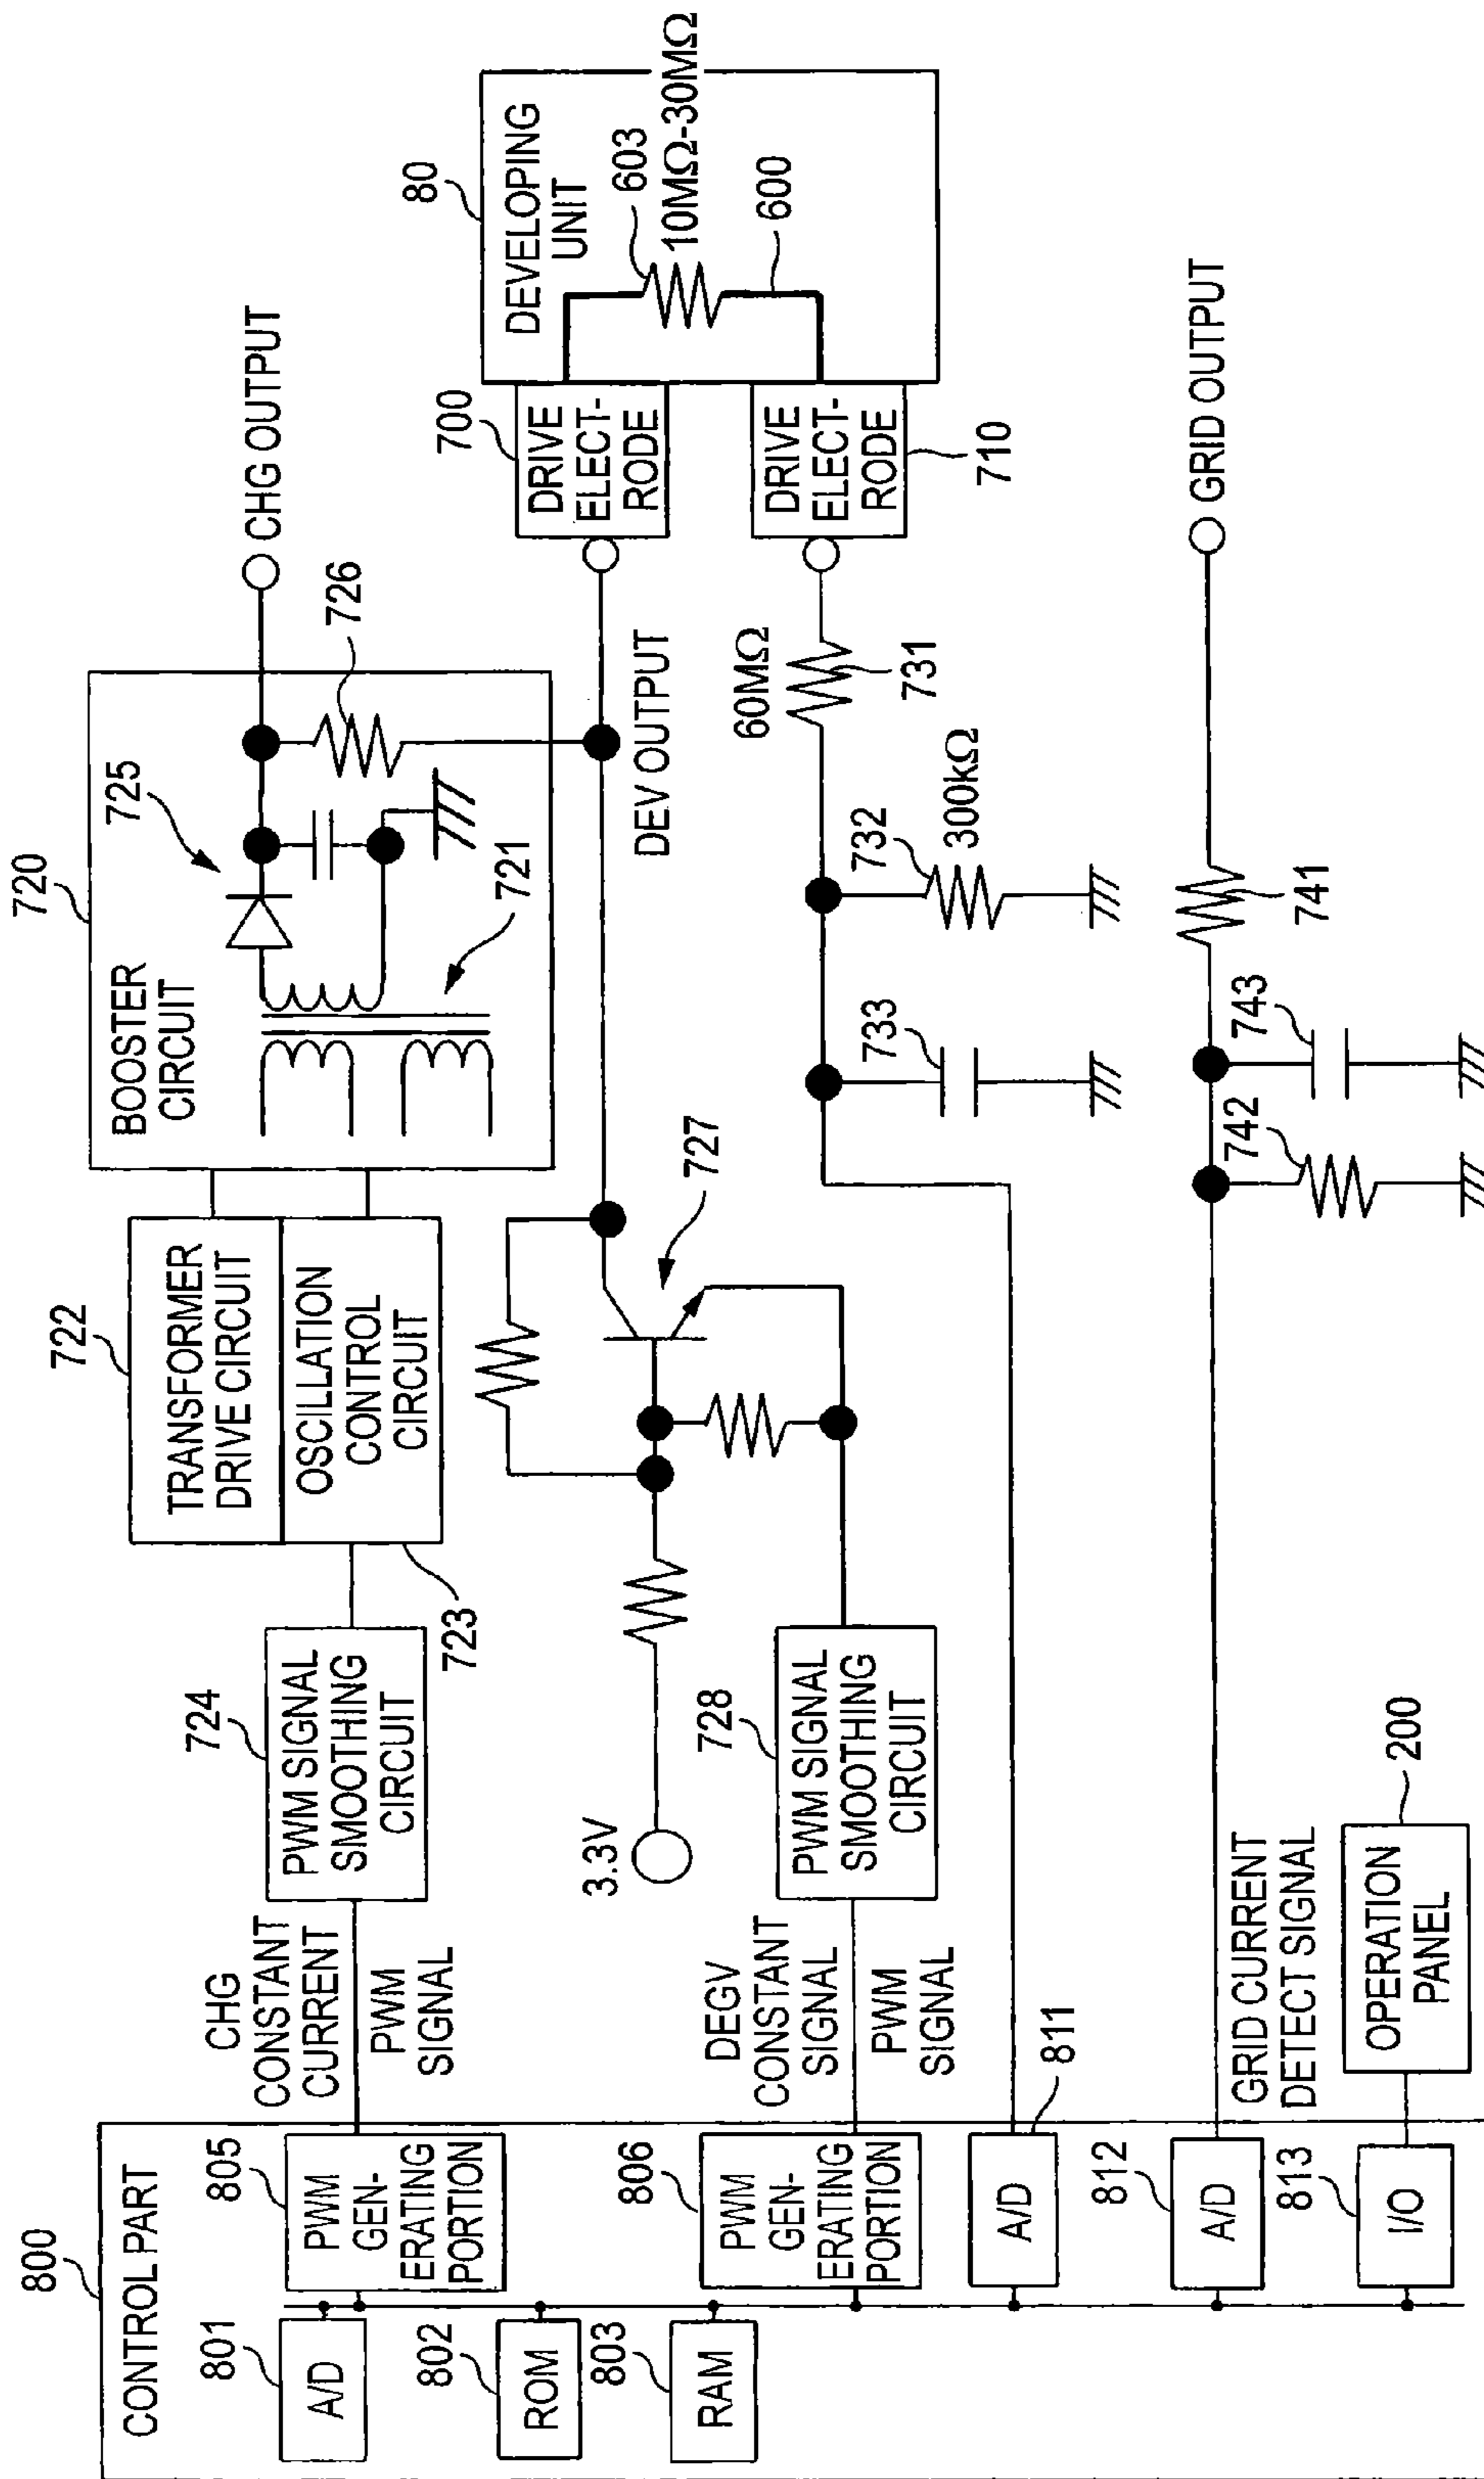 800
CONTROL PART
801
A/D
802
ROM
803
RAM
805
PWM
GEN-
ERATING
PORTION
806
PWM
GEN-
ERATING
PORTION
A/D
811
812
A/D
813
I/O
CHG
CONSTANT
CURRENT
PWM
SIGNAL
DEGV
CONSTANT
SIGNAL
PWM
SIGNAL
GRID CURRENT
DETECT SIGNAL
OPERATION
PANEL
200
724
PWM SIGNAL
SMOOTHING
CIRCUIT
3.3V
728
PWM SIGNAL
SMOOTHING
CIRCUIT
722
TRANSFORMER
DRIVE CIRCUIT
OSCILLATION
CONTROL
CIRCUIT
723
727
720
BOOSTER
CIRCUIT
725
721
726
CHG OUTPUT
DEV OUTPUT
733
732
300kΩ
60MΩ
731
742
743
741
GRID OUTPUT
700
DRIVE
ELECT-
RODE
DRIVE
ELECT-
RODE
710
80
DEVELOPING
UNIT
603
10MΩ-30MΩ
600